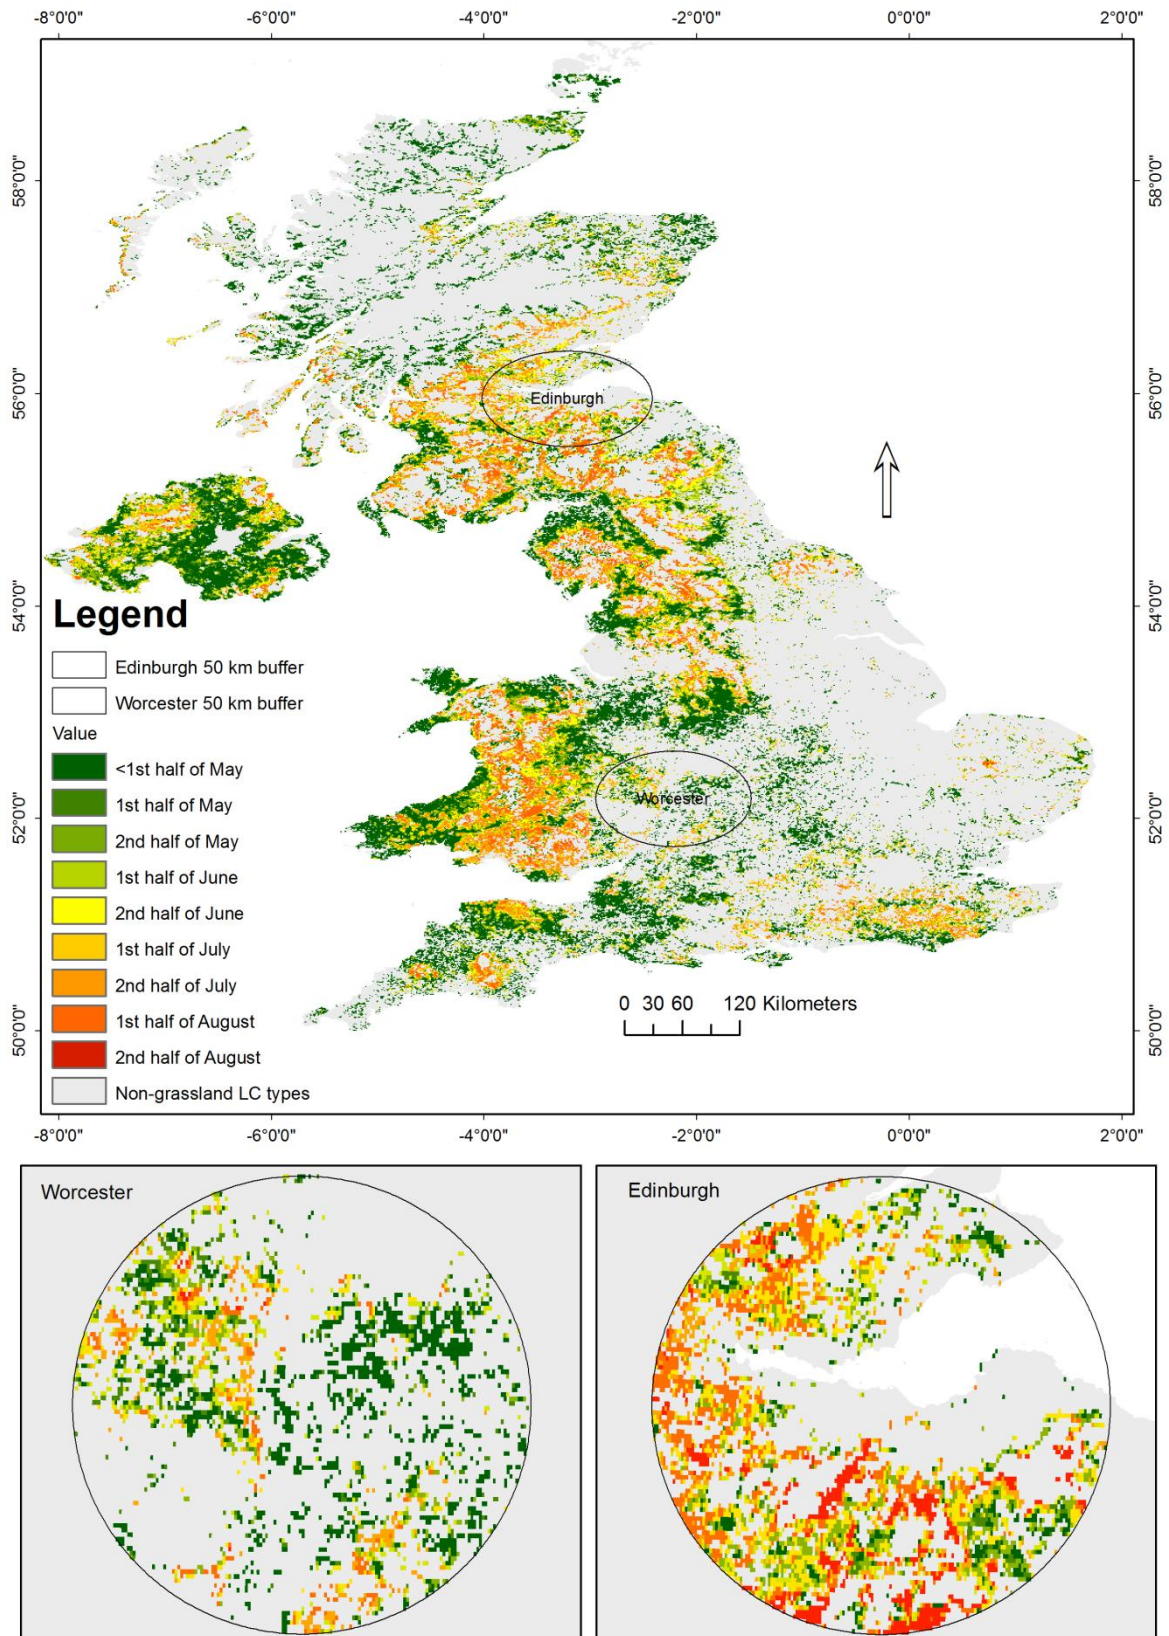 -8°0'0" -6°0'0" -4°0'0" -2°0'0" 0°0'0" 2°0'0"
58°0'0" 58°0'0"
56°0'0" 56°0'0"
Edinburgh
54°0'0" 54°0'0"
Legend
Edinburgh 50 km buffer
Worcester 50 km buffer
Value
<1st half of May
1st half of May
2nd half of May
1st half of June
2nd half of June
1st half of July
2nd half of July
1st half of August
2nd half of August
Non-grassland LC types
Worcester
52°0'0" 52°0'0"
0 30 60 120 Kilometers
50°0'0" 50°0'0"
-8°0'0" -6°0'0" -4°0'0" -2°0'0" 0°0'0" 2°0'0"
Worcester
Edinburgh